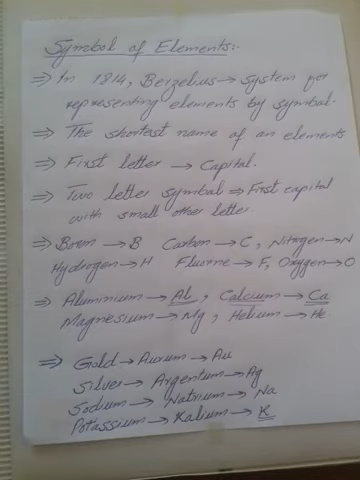 Symbol of Elements:-
⇒ In 1814, Berzelius → System for
representing elements by symbol.
⇒ The shortest name of an elements
⇒ First letter → Capital.
⇒ Two letter symbol ⇒ First capital
with small other letter.
⇒ Boron → B Carbon → C, Nitrogen → N
Hydrogen → H Flurine → F, Oxygen → O
⇒ Aluminium → Al, Calcium → Ca
Magnesium → Mg, Helium → He
⇒ Gold → Aurum → Au
Silver → Argentum → Ag
Sodium → Natrium → Na
Potassium → Kalium → K